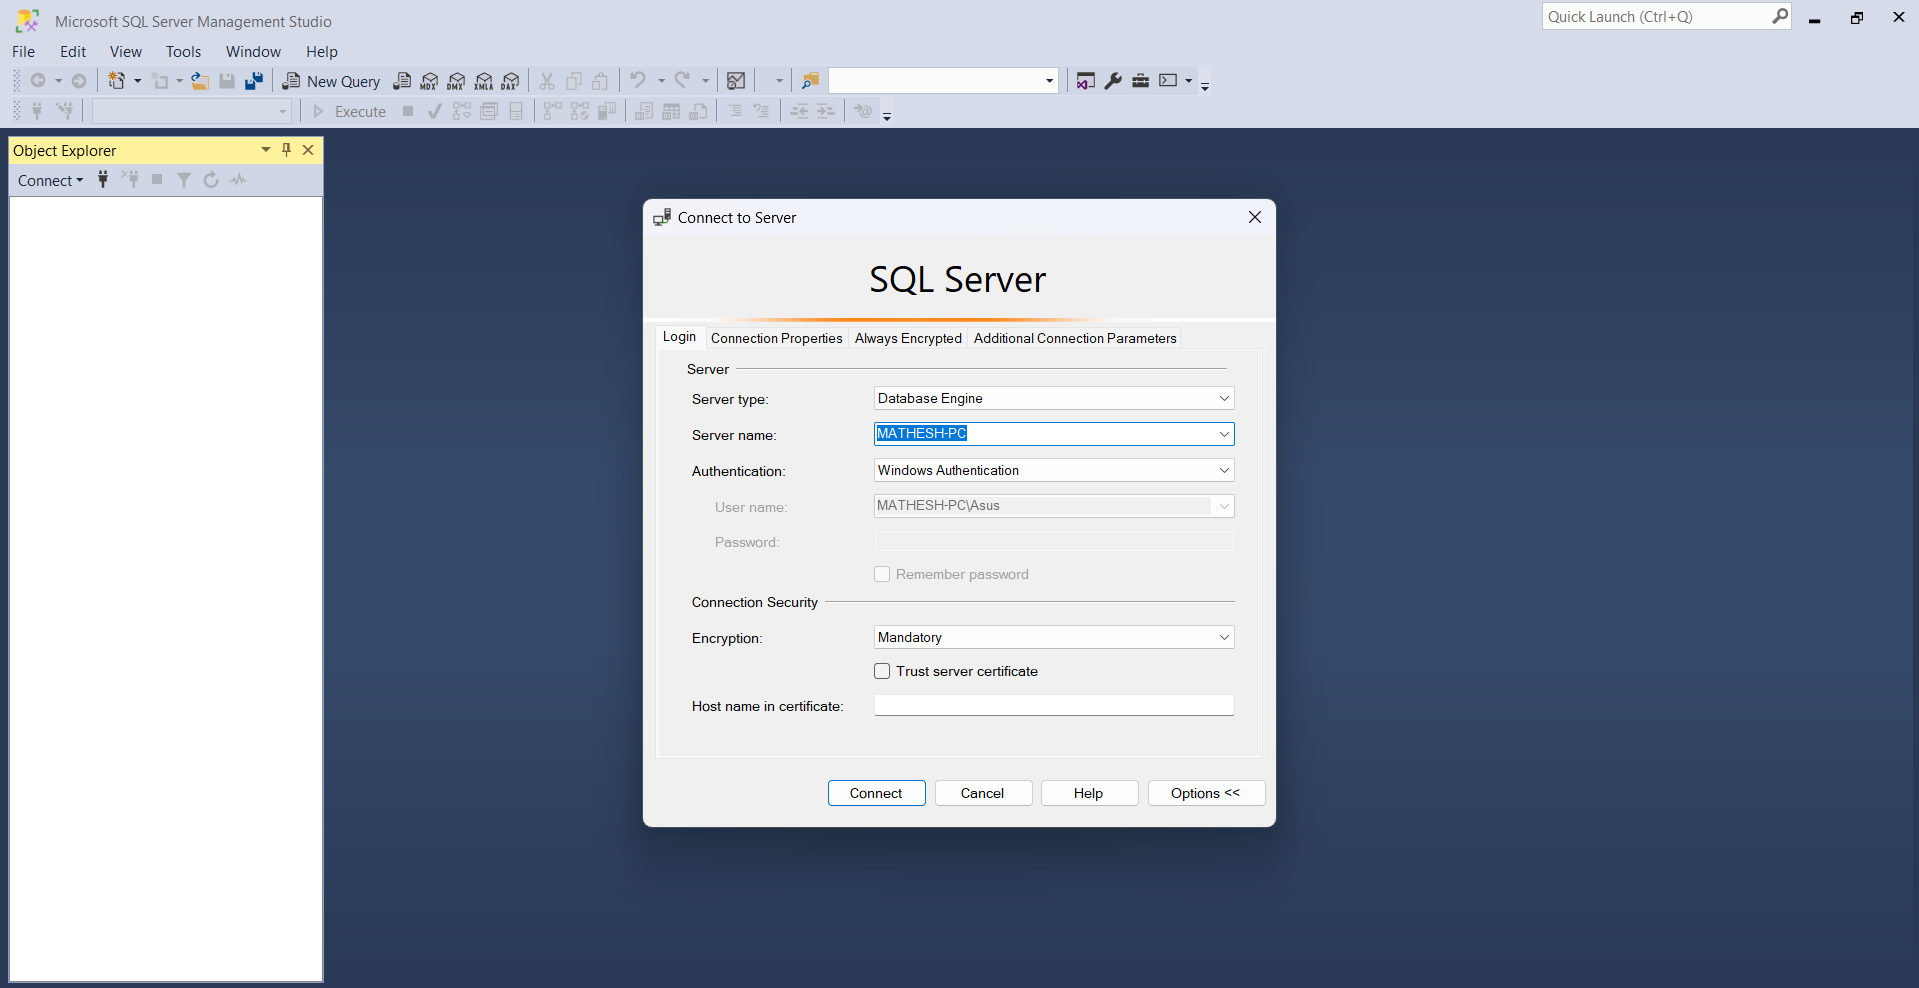 Microsoft SQL Server Management Studio
Quick Launch (Ctrl+Q)
File Edit View Tools Window Help
New Query MDX DMX XMLA DAX
Execute
Object Explorer
Connect
Connect to Server
SQL Server
Login Connection Properties Always Encrypted Additional Connection Parameters
Server
Server type: Database Engine
Server name: MATHESH-PC
Authentication: Windows Authentication
User name: MATHESH-PC\Asus
Password:
Remember password
Connection Security
Encryption: Mandatory
Trust server certificate
Host name in certificate:
Connect Cancel Help Options <<